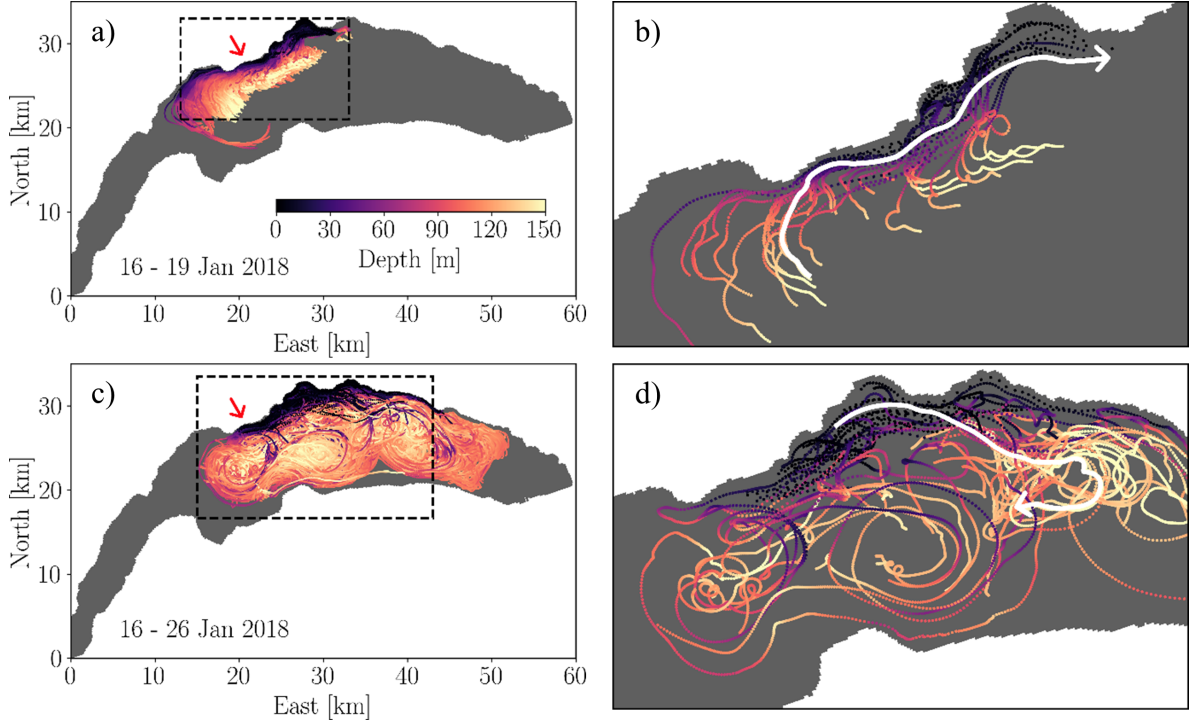 a)
30
20
10
0
North [km]
0 30 60 90 120 150
Depth [m]
16 - 19 Jan 2018
0 10 20 30 40 50 60
East [km]
b)
c)
30
20
10
0
North [km]
16 - 26 Jan 2018
0 10 20 30 40 50 60
East [km]
d)